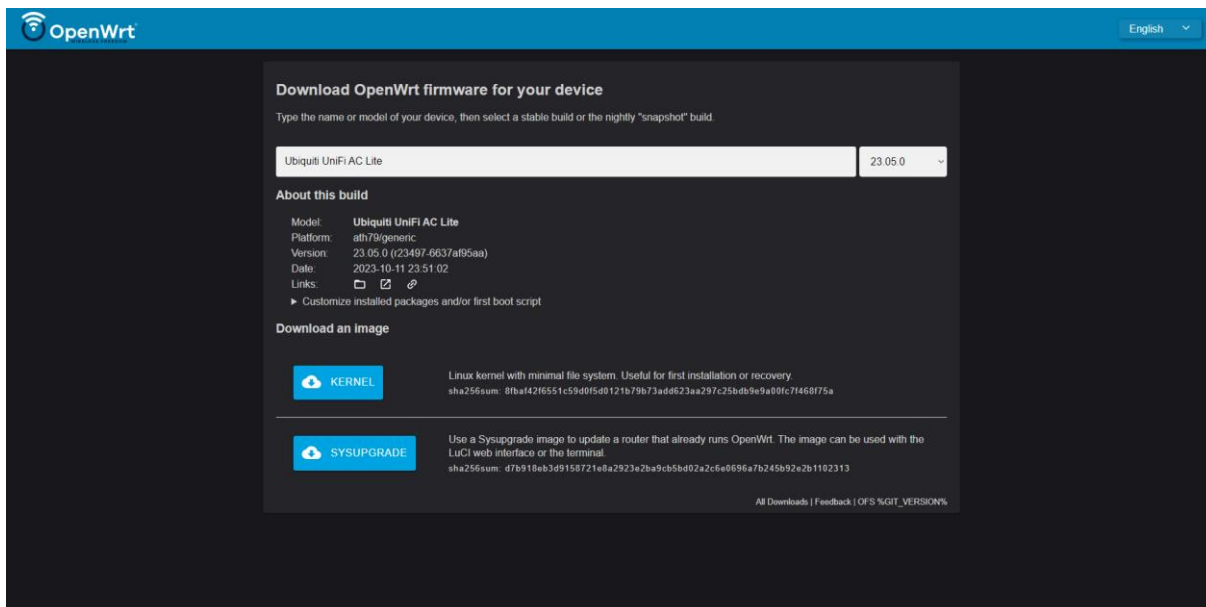 OpenWrt
WIRELESS FREEDOM
English
Download OpenWrt firmware for your device
Type the name or model of your device, then select a stable build or the nightly "snapshot" build.
Ubiquiti UniFi AC Lite
23.05.0
About this build
Model: Ubiquiti UniFi AC Lite
Platform: ath79/generic
Version: 23.05.0 (r23497-6637af95aa)
Date: 2023-10-11 23:51:02
Links:
Customize installed packages and/or first boot script
Download an image
KERNEL
Linux kernel with minimal file system. Useful for first installation or recovery.
sha256sum: 8fbaf42f6551c59d0f5d0121b79b73add623aa297c25bdb9e9a00fc7f468f75a
SYSUPGRADE
Use a Sysupgrade image to update a router that already runs OpenWrt. The image can be used with the
LuCI web interface or the terminal.
sha256sum: d7b918eb3d9158721e8a2923e2ba9cb5bd02a2c6e0696a7b245b92e2b1102313
All Downloads | Feedback | OFS %GIT_VERSION%